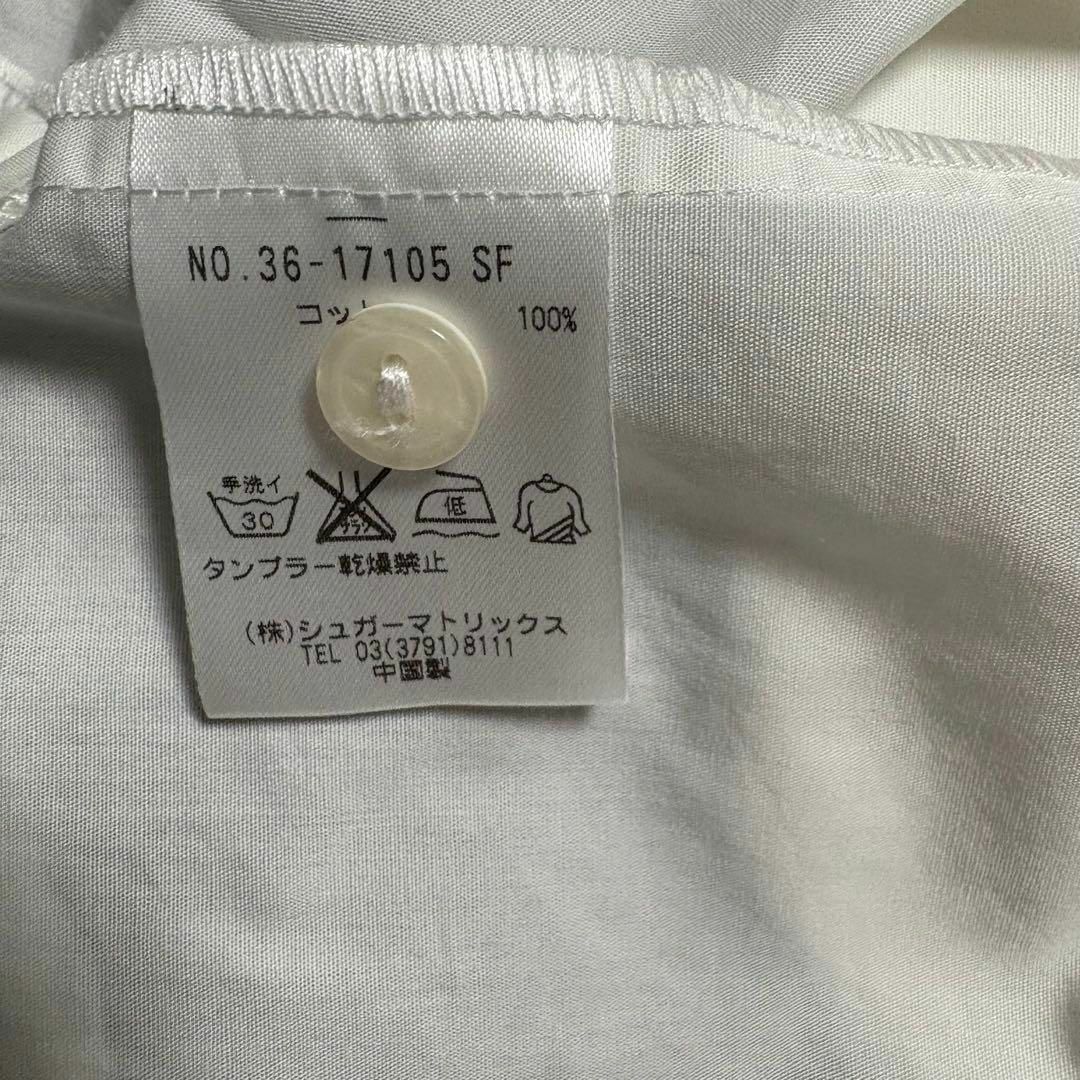 NO.36-17105 SF
コット 100%
手洗イ
30
低
タンブラー乾燥禁止
(株)シュガーマトリックス
TEL 03(3791)8111
中国製